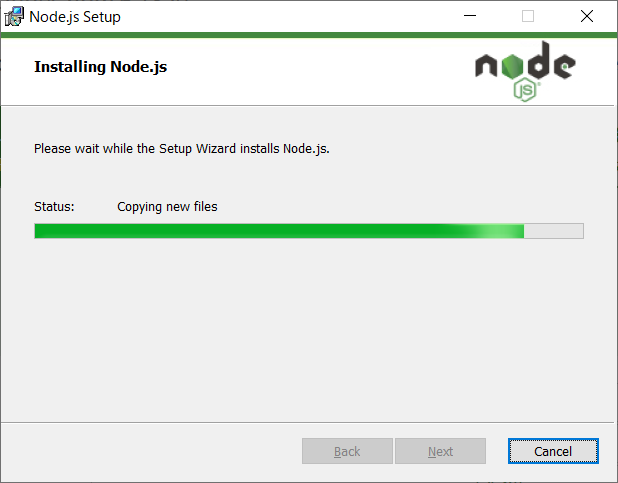 Node.js Setup
Installing Node.js
node
JS
Please wait while the Setup Wizard installs Node.js.
Status: Copying new files
Back Next Cancel